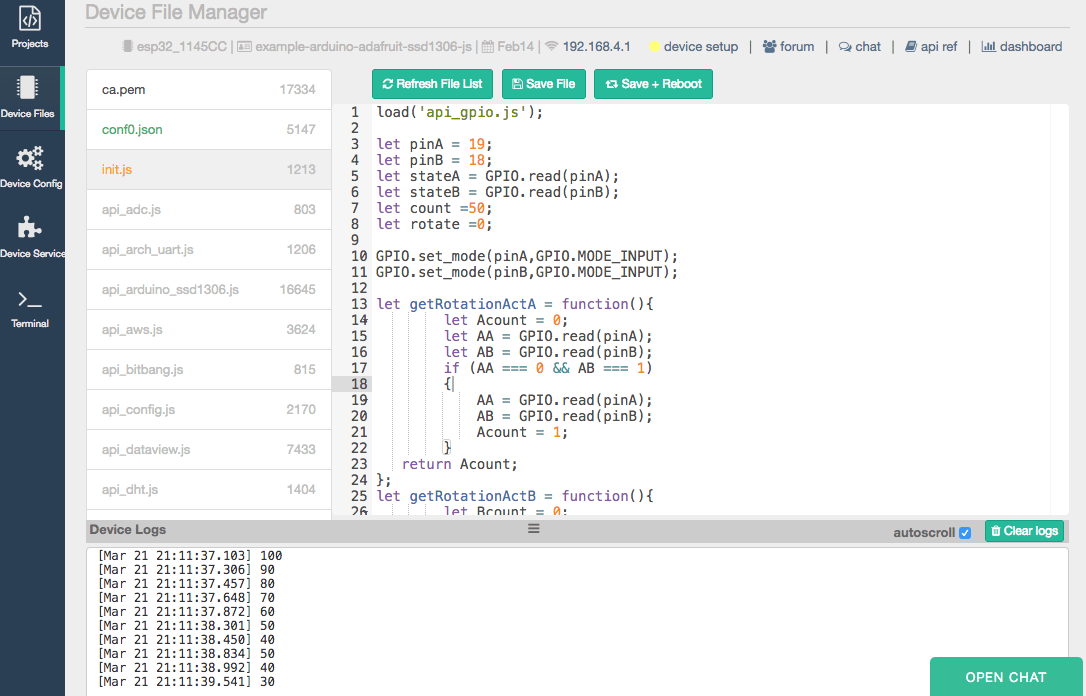 Projects
Device Files
Device Config
Device Service
Terminal
Device File Manager
esp32_1145CC | example-arduino-adafruit-ssd1306-js | Feb14 | 192.168.4.1 device setup | forum | chat | api ref | dashboard
ca.pem 17334
conf0.json 5147
init.js 1213
api_adc.js 803
api_arch_uart.js 1206
api_arduino_ssd1306.js 16645
api_aws.js 3624
api_bitbang.js 815
api_config.js 2170
api_dataview.js 7433
api_dht.js 1404
Refresh File List Save File Save + Reboot
1 load('api_gpio.js');
2
3 let pinA = 19;
4 let pinB = 18;
5 let stateA = GPIO.read(pinA);
6 let stateB = GPIO.read(pinB);
7 let count =50;
8 let rotate =0;
9
10 GPIO.set_mode(pinA,GPIO.MODE_INPUT);
11 GPIO.set_mode(pinB,GPIO.MODE_INPUT);
12
13 let getRotationActA = function(){
14 let Acount = 0;
15 let AA = GPIO.read(pinA);
16 let AB = GPIO.read(pinB);
17 if (AA === 0 && AB === 1)
18 {
19 AA = GPIO.read(pinA);
20 AB = GPIO.read(pinB);
21 Acount = 1;
22 }
23 return Acount;
24 };
25 let getRotationActB = function(){
26 let Bcount = 0;
Device Logs autoscroll Clear logs
[Mar 21 21:11:37.103] 100
[Mar 21 21:11:37.306] 90
[Mar 21 21:11:37.457] 80
[Mar 21 21:11:37.648] 70
[Mar 21 21:11:37.872] 60
[Mar 21 21:11:38.301] 50
[Mar 21 21:11:38.450] 40
[Mar 21 21:11:38.834] 50
[Mar 21 21:11:38.992] 40
[Mar 21 21:11:39.541] 30
OPEN CHAT